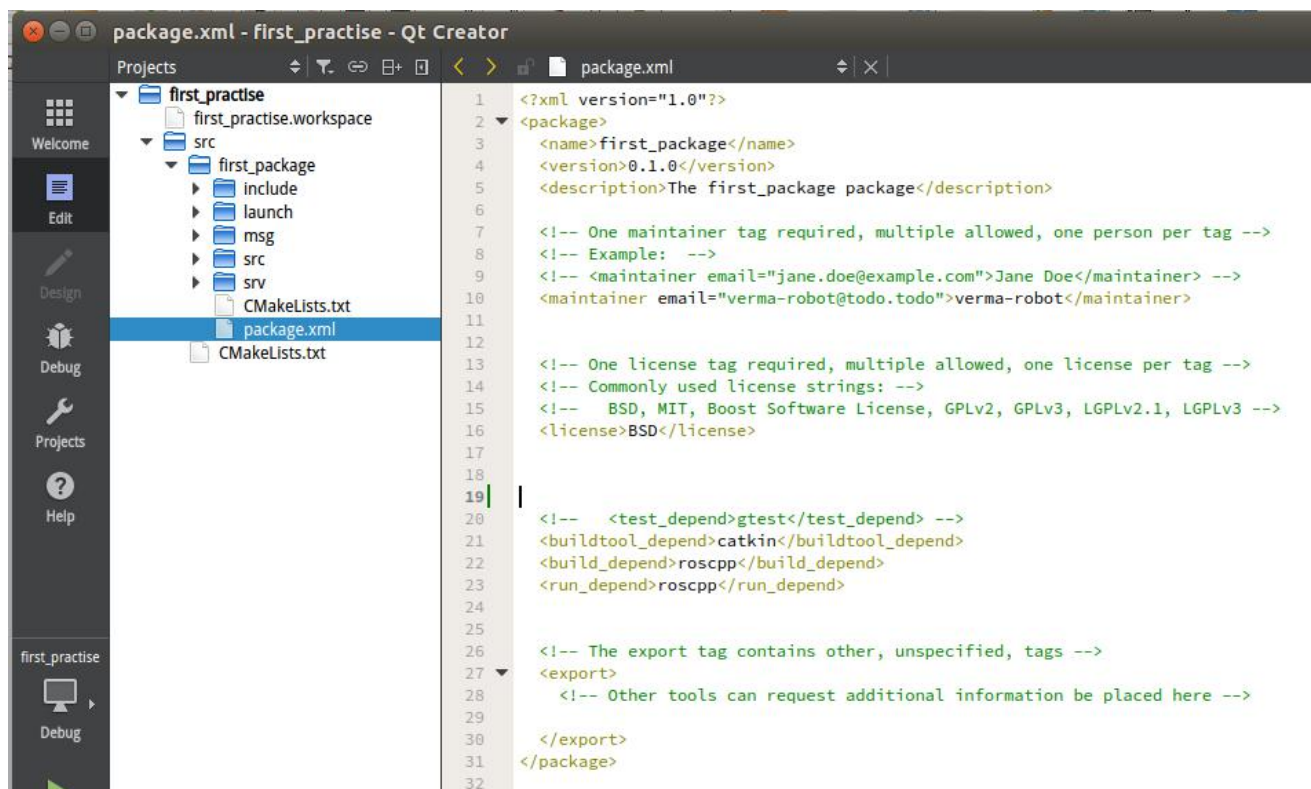 package.xml - first_practise - Qt Creator
Projects
package.xml
Welcome
Edit
Design
Debug
Projects
Help
first_practise
Debug
first_practise
first_practise.workspace
src
first_package
include
launch
msg
src
srv
CMakeLists.txt
package.xml
CMakeLists.txt
1 <?xml version="1.0"?>
2 <package>
3 <name>first_package</name>
4 <version>0.1.0</version>
5 <description>The first_package package</description>
6
7 <!-- One maintainer tag required, multiple allowed, one person per tag -->
8 <!-- Example:  -->
9 <!-- <maintainer email="jane.doe@example.com">Jane Doe</maintainer> -->
10 <maintainer email="verma-robot@todo.todo">verma-robot</maintainer>
11
12
13 <!-- One license tag required, multiple allowed, one license per tag -->
14 <!-- Commonly used license strings: -->
15 <!--   BSD, MIT, Boost Software License, GPLv2, GPLv3, LGPLv2.1, LGPLv3 -->
16 <license>BSD</license>
17
18
19
20 <!--   <test_depend>gtest</test_depend> -->
21 <buildtool_depend>catkin</buildtool_depend>
22 <build_depend>roscpp</build_depend>
23 <run_depend>roscpp</run_depend>
24
25
26 <!-- The export tag contains other, unspecified, tags -->
27 <export>
28 <!-- Other tools can request additional information be placed here -->
29
30 </export>
31 </package>
32